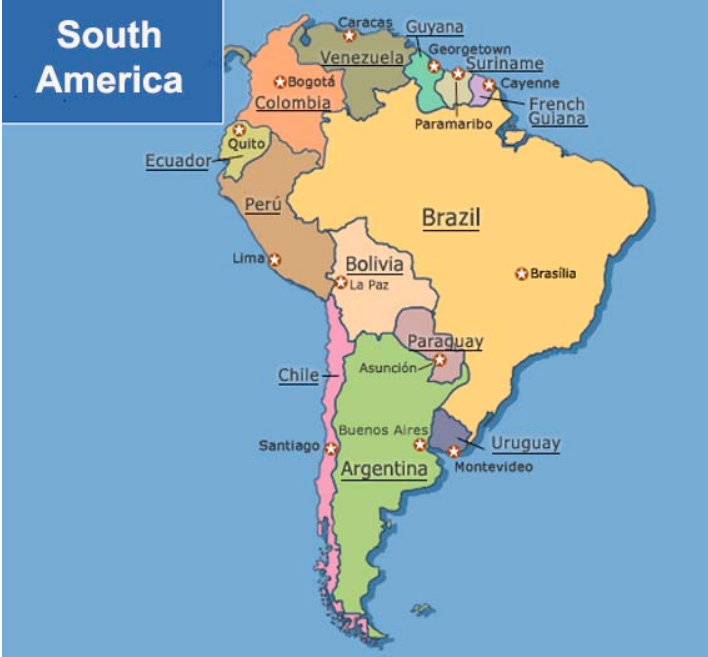 South
America
Caracas
Guyana
Georgetown
Venezuela
Suriname
Bogotá
Cayenne
Colombia
French
Guiana
Paramaribo
Quito
Ecuador
Perú
Brazil
Lima
Bolivia
La Paz
Brasília
Paraguay
Asunción
Chile
Buenos Aires
Uruguay
Santiago
Argentina
Montevideo